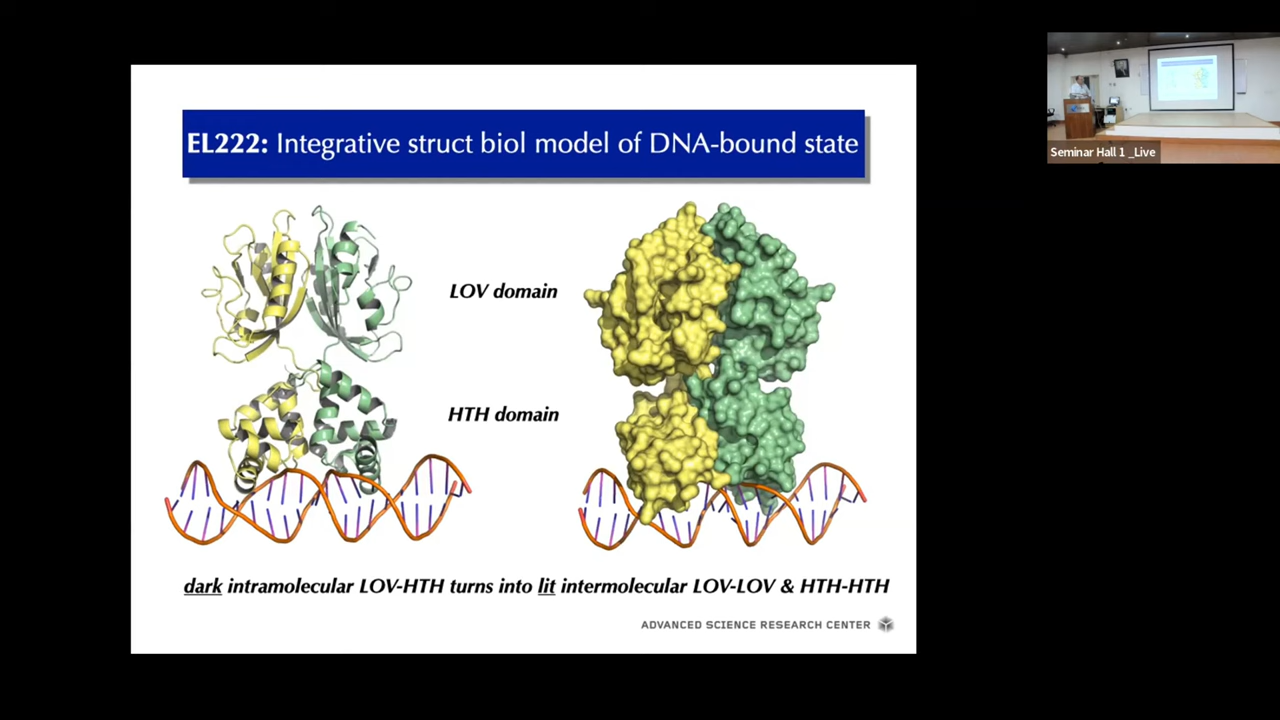 EL222: Integrative struct biol model of DNA-bound state
LOV domain
HTH domain
dark intramolecular LOV-HTH turns into lit intermolecular LOV-LOV & HTH-HTH
ADVANCED SCIENCE RESEARCH CENTER
Seminar Hall 1 _Live